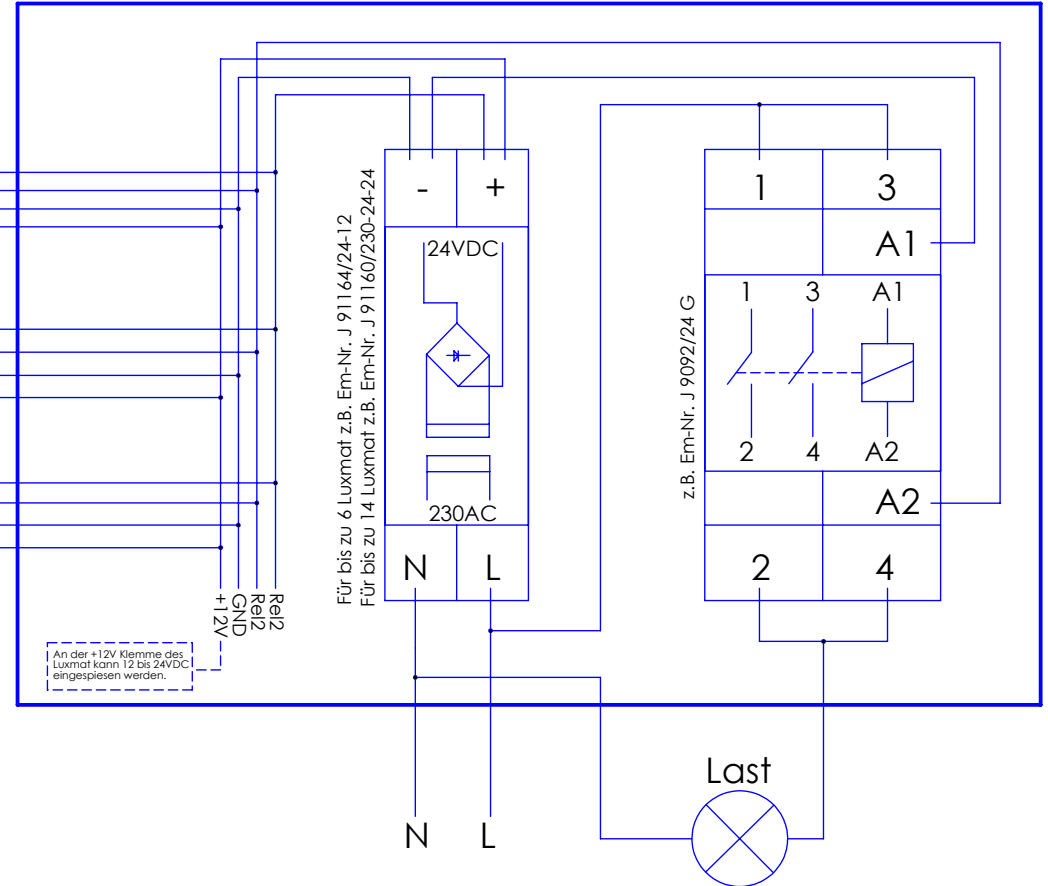 Für bis zu 6 Luxmat z.B. Em-Nr. J 91164/24-12
Für bis zu 14 Luxmat z.B. Em-Nr. J 91160/230-24-24
- +
24VDC
230AC
N L
z.B. Em-Nr. J 9092/24 G
1 3
A1
1 3 A1
2 4 A2
A2
2 4
+12V
GND
Rel2
Rel2
An der +12V Klemme des
Luxmat kann 12 bis 24VDC
eingespiesen werden.
Last
N L